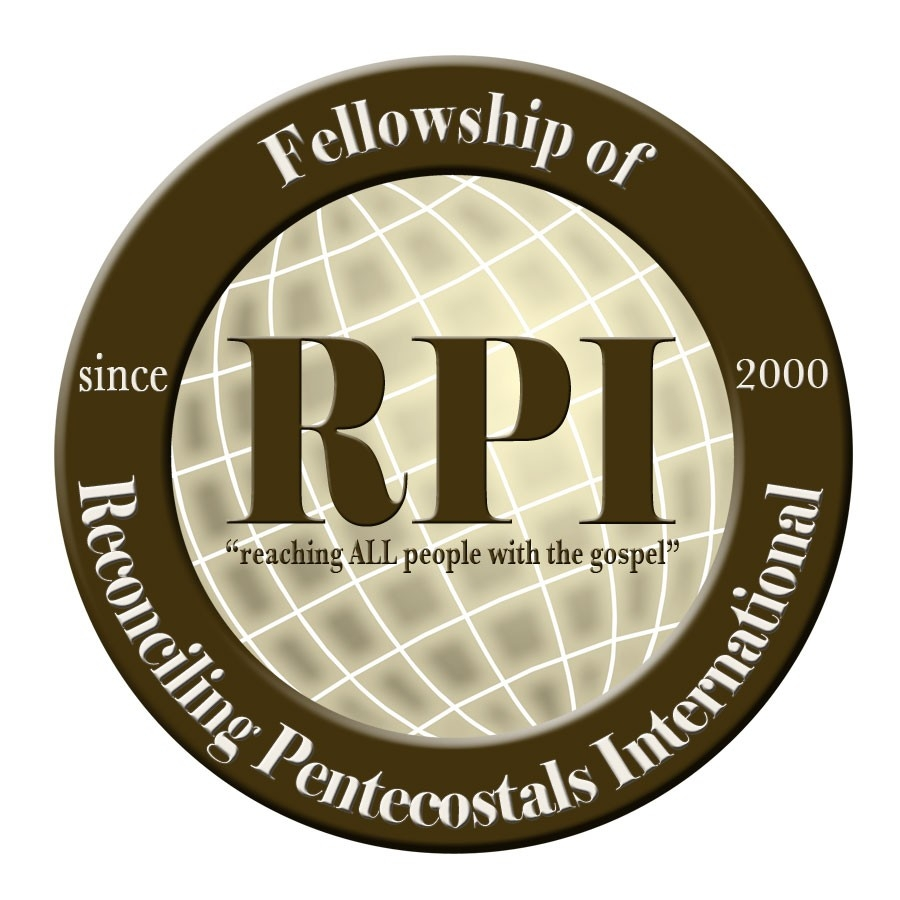 Fellowship of
since
2000
RPI
“reaching ALL people with the gospel”
Reconciling Pentecostals International